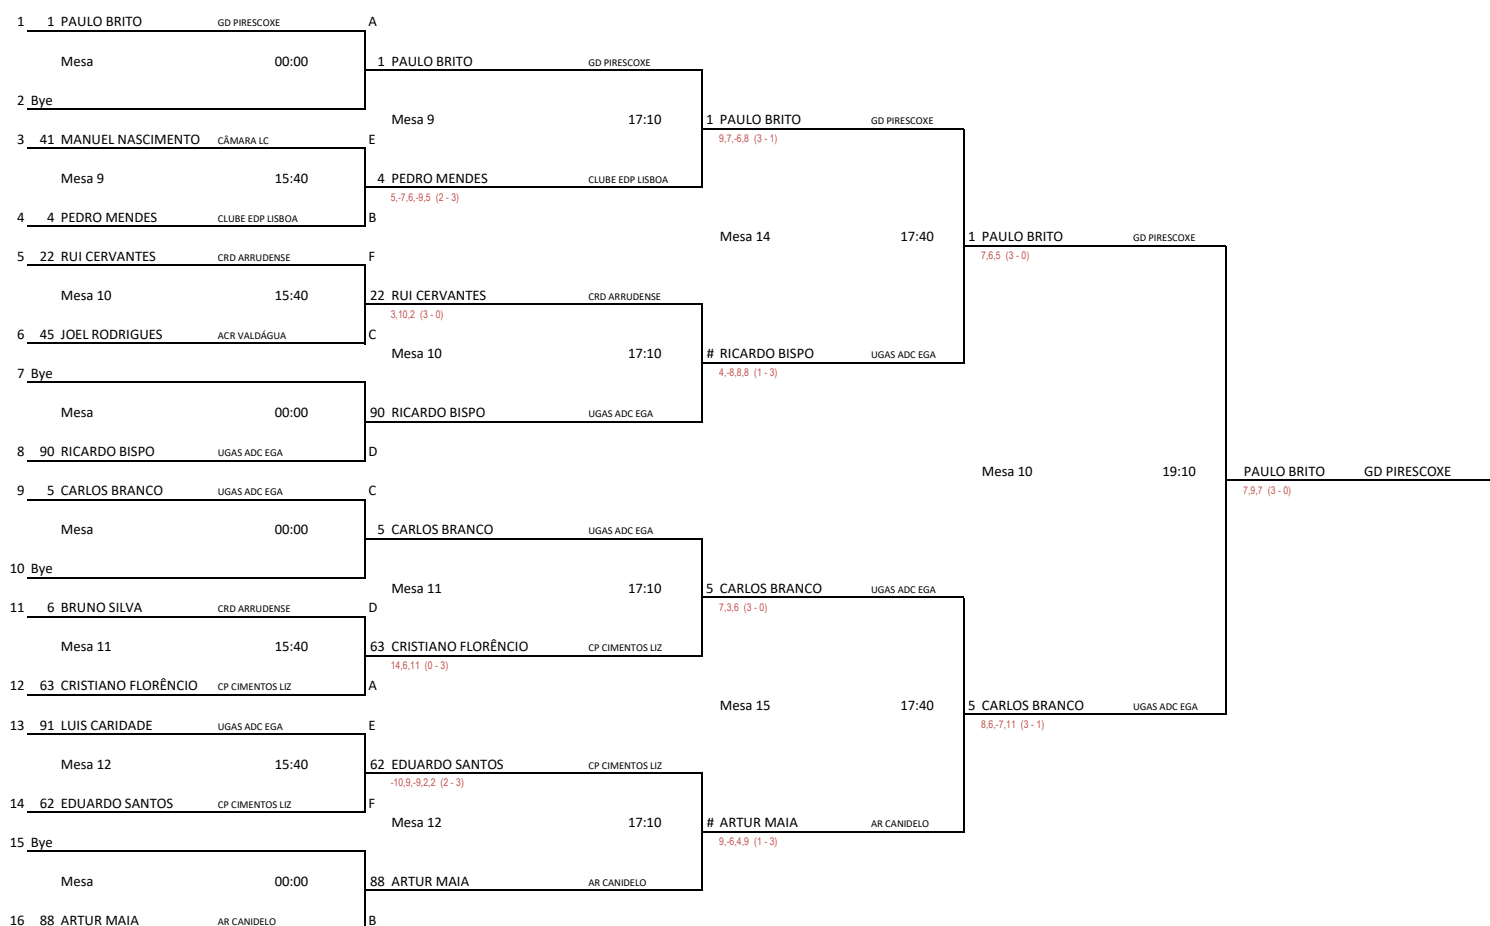 1 1 PAULO BRITO GD PIRESCOXE A
Mesa 00:00 1 PAULO BRITO GD PIRESCOXE
2 Bye
Mesa 9 17:10 1 PAULO BRITO GD PIRESCOXE
3 41 MANUEL NASCIMENTO CÂMARA LC E 9,7,-6,8 (3 - 1)
Mesa 9 15:40 4 PEDRO MENDES CLUBE EDP LISBOA
5,-7,6,-9,5 (2 - 3)
4 4 PEDRO MENDES CLUBE EDP LISBOA B
Mesa 14 17:40 1 PAULO BRITO GD PIRESCOXE
5 22 RUI CERVANTES CRD ARRUDENSE F 7,6,5 (3 - 0)
Mesa 10 15:40 22 RUI CERVANTES CRD ARRUDENSE
3,10,2 (3 - 0)
6 45 JOEL RODRIGUES ACR VALDÁGUA C
Mesa 10 17:10 # RICARDO BISPO UGAS ADC EGA
7 Bye 4,-8,8,8 (1 - 3)
Mesa 00:00 90 RICARDO BISPO UGAS ADC EGA
8 90 RICARDO BISPO UGAS ADC EGA D
Mesa 10 19:10 PAULO BRITO GD PIRESCOXE
9 5 CARLOS BRANCO UGAS ADC EGA C 7,9,7 (3 - 0)
Mesa 00:00 5 CARLOS BRANCO UGAS ADC EGA
10 Bye
Mesa 11 17:10 5 CARLOS BRANCO UGAS ADC EGA
11 6 BRUNO SILVA CRD ARRUDENSE D 7,3,6 (3 - 0)
Mesa 11 15:40 63 CRISTIANO FLORÊNCIO CP CIMENTOS LIZ
14,6,11 (0 - 3)
12 63 CRISTIANO FLORÊNCIO CP CIMENTOS LIZ A
Mesa 15 17:40 5 CARLOS BRANCO UGAS ADC EGA
13 91 LUIS CARIDADE UGAS ADC EGA E 8,6,-7,11 (3 - 1)
Mesa 12 15:40 62 EDUARDO SANTOS CP CIMENTOS LIZ
-10,9,-9,2,2 (2 - 3)
14 62 EDUARDO SANTOS CP CIMENTOS LIZ F
Mesa 12 17:10 # ARTUR MAIA AR CANIDELO
15 Bye 9,-6,4,9 (1 - 3)
Mesa 00:00 88 ARTUR MAIA AR CANIDELO
16 88 ARTUR MAIA AR CANIDELO B